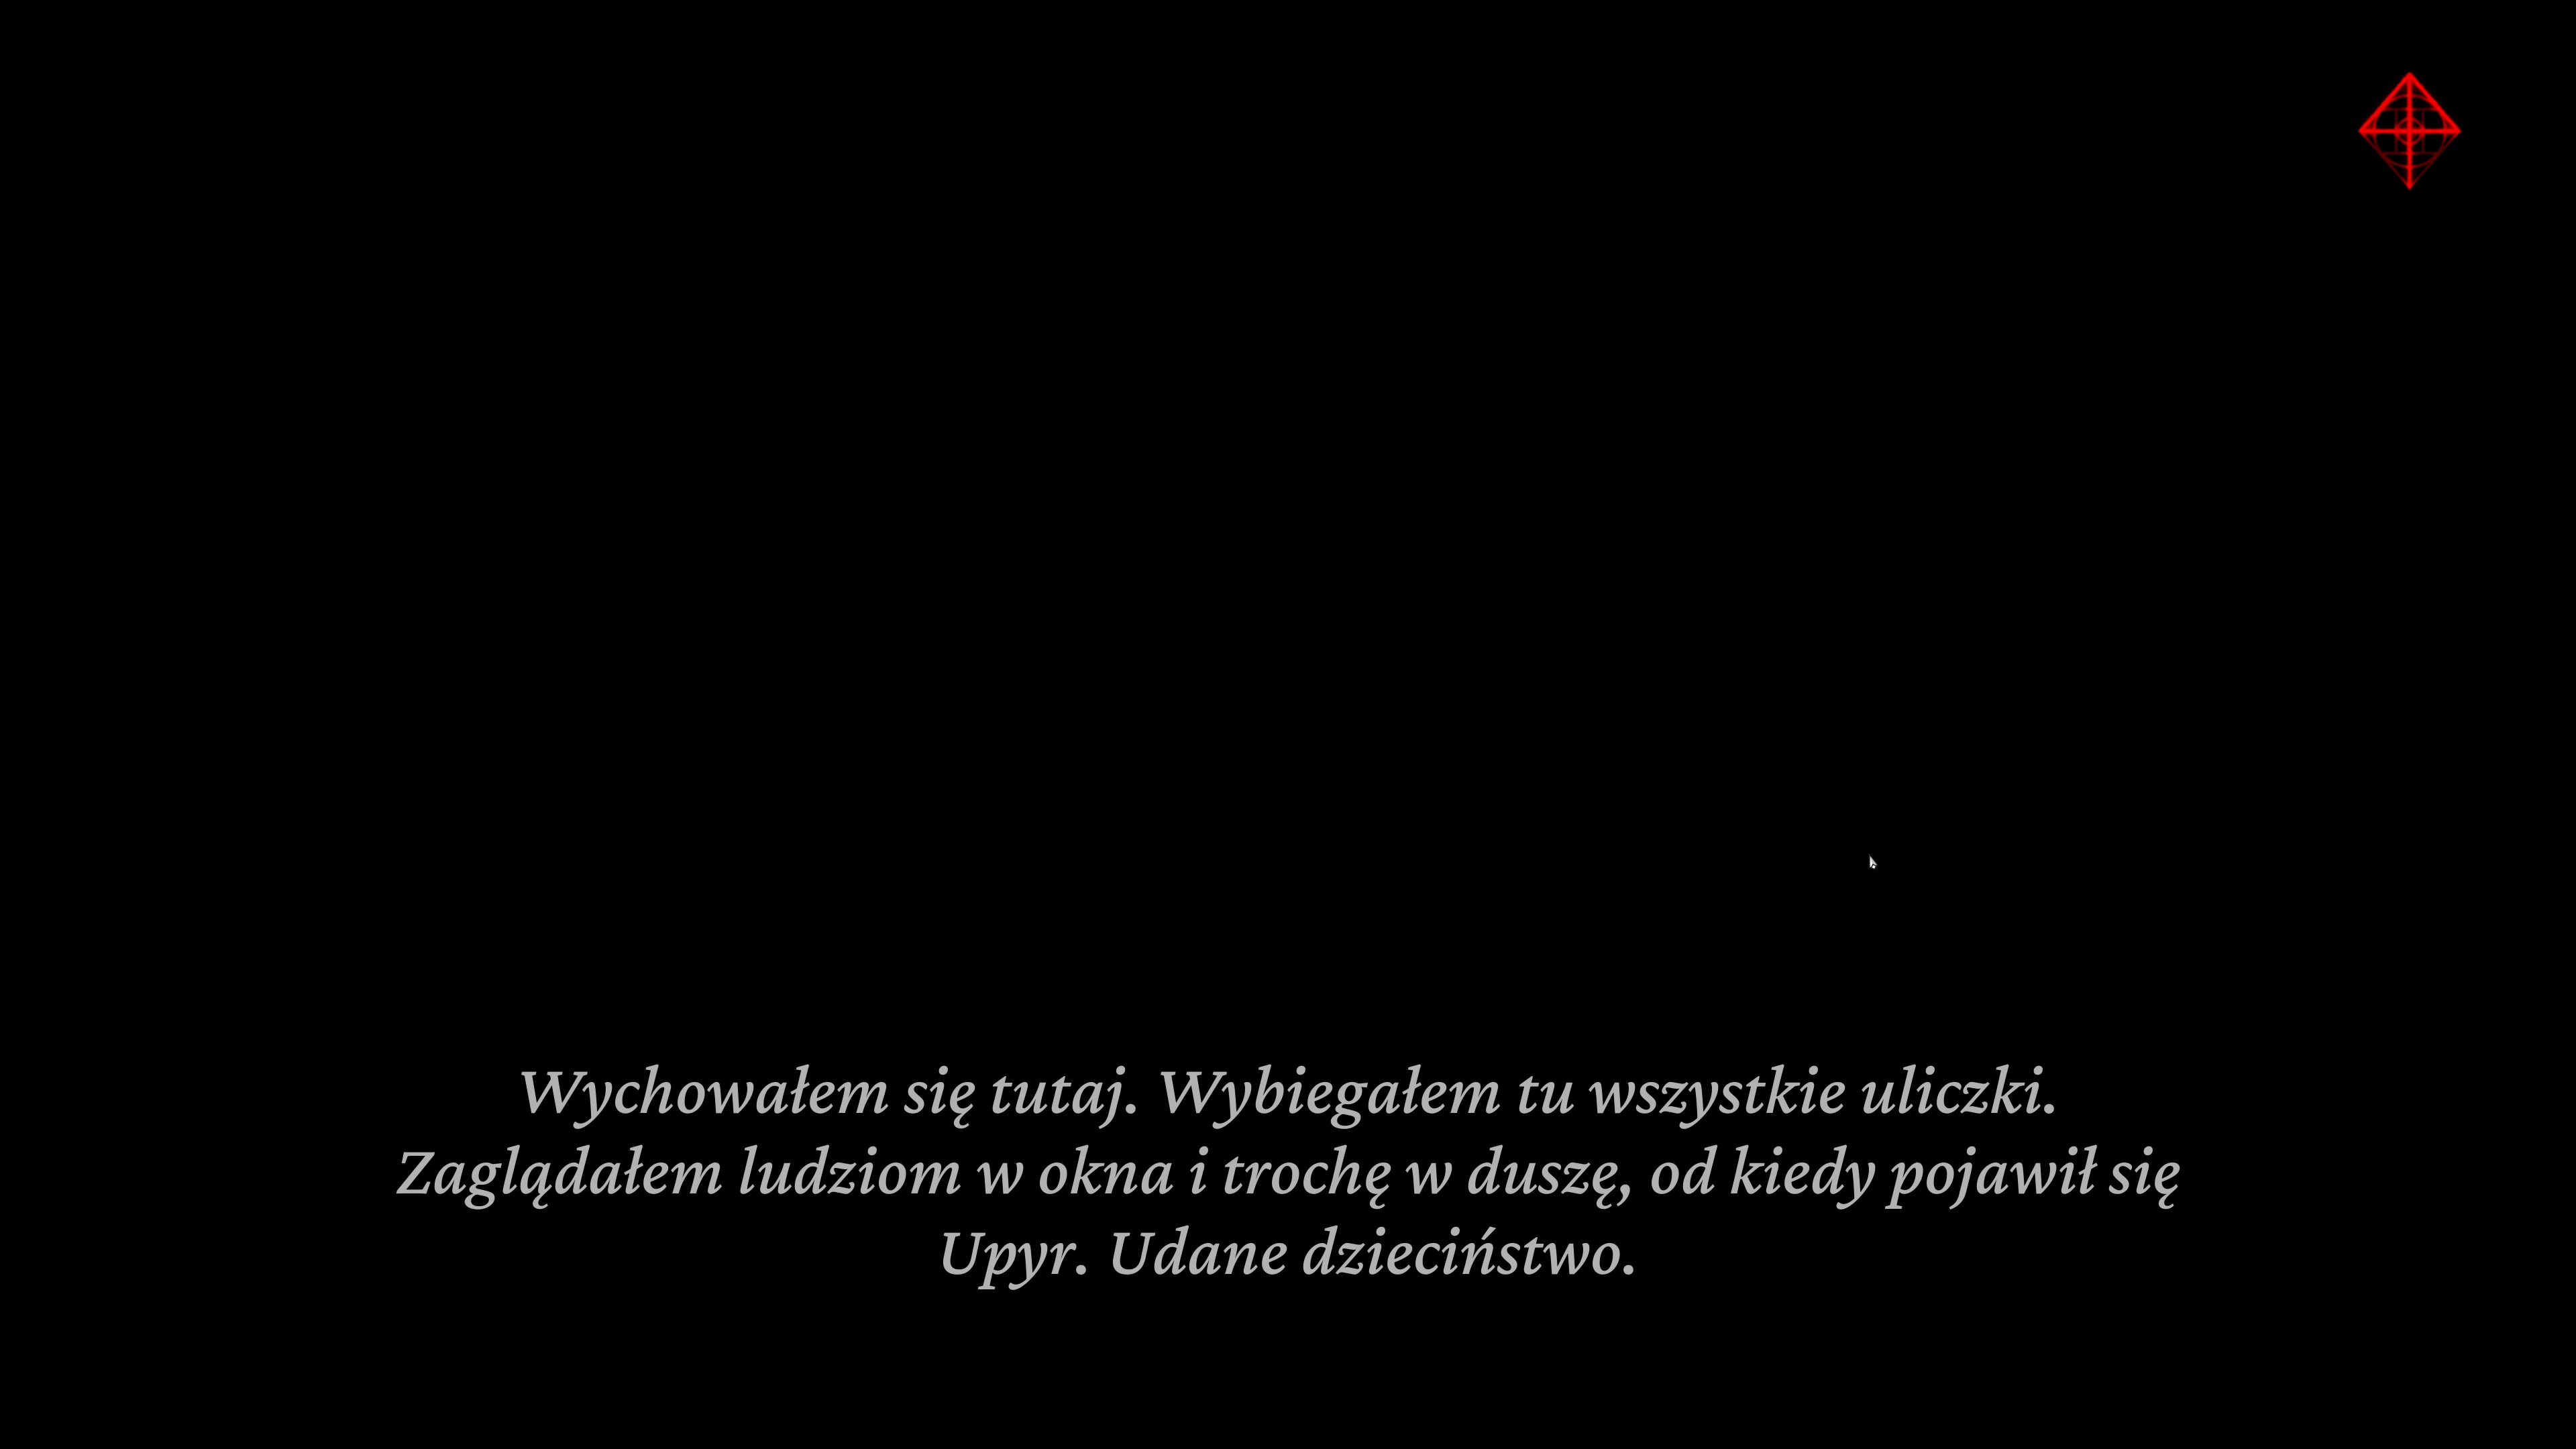 Wychowałem się tutaj. Wybiegałem tu wszystkie uliczki.
Zaglądałem ludziom w okna i trochę w duszę, od kiedy pojawił się
Upyr. Udane dzieciństwo.